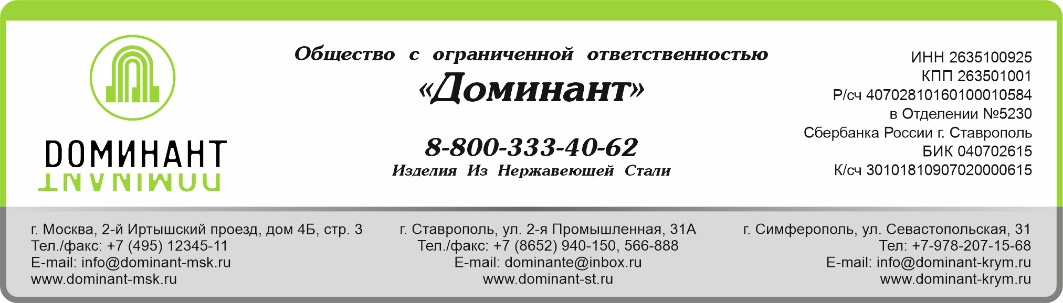 DОМИНАНТ
DOMINANT
Общество с ограниченной ответственностью
«Доминант»
8-800-333-40-62
Изделия Из Нержавеюшей Стали
ИНН 2635100925
КПП 263501001
Р/сч 40702810160100010584
в Отделении №5230
Сбербанка России г. Ставрополь
БИК 040702615
К/сч 30101810907020000615
г. Москва, 2-й Иртышский проезд, дом 4Б, стр. 3
Тел./факс: +7 (495) 12345-11
E-mail: info@dominant-msk.ru
www.dominant-msk.ru
г. Ставрополь, ул. 2-я Промышленная, 31А
Тел./факс: +7 (8652) 940-150, 566-888
E-mail: dominante@inbox.ru
www.dominant-st.ru
г. Симферополь, ул. Севастопольская, 31
Тел: +7-978-207-15-68
E-mail: info@dominant-krym.ru
www.dominant-krym.ru